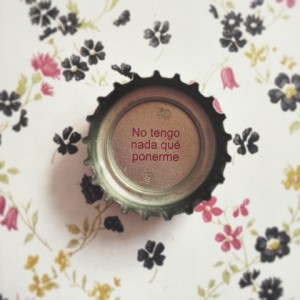 No tengo
nada qué
ponerme